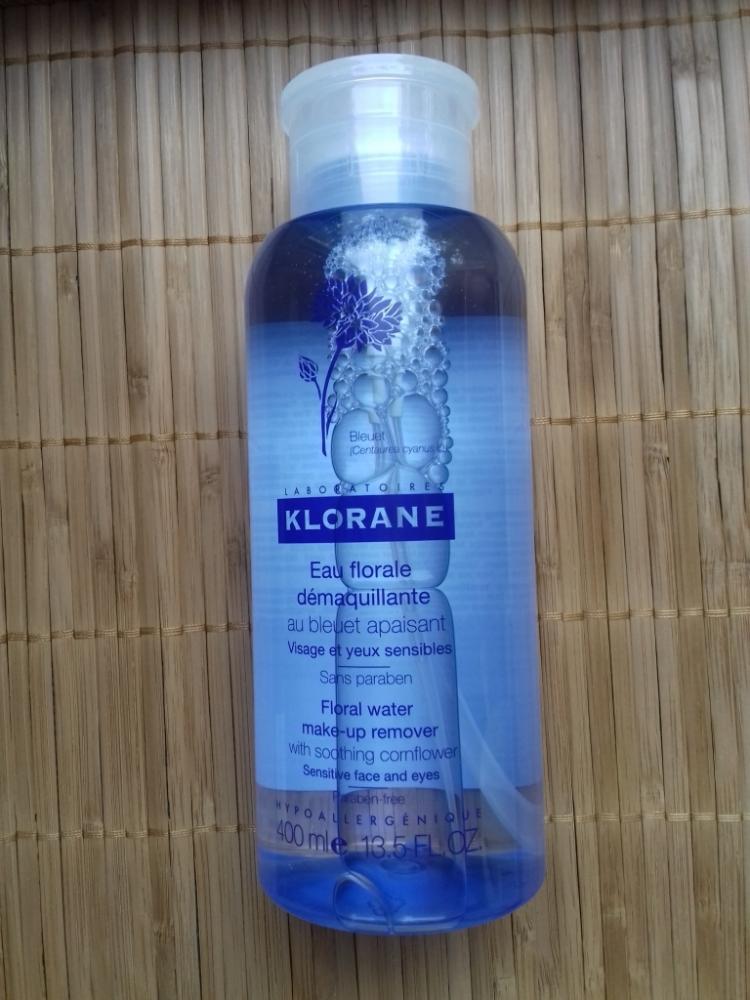 Bleuet
(Centaurea cyanus
LABORATOIRES
KLORANE
Eau florale
démaquillante
au bleuet apaisant
Visage et yeux sensibles
Sans paraben
Floral water
make-up remover
with soothing cornflower
Sensitive face and eyes
Paraben-free
HYPOALLERGÉNIQUE
400 ml e 13.5 FL.OZ.